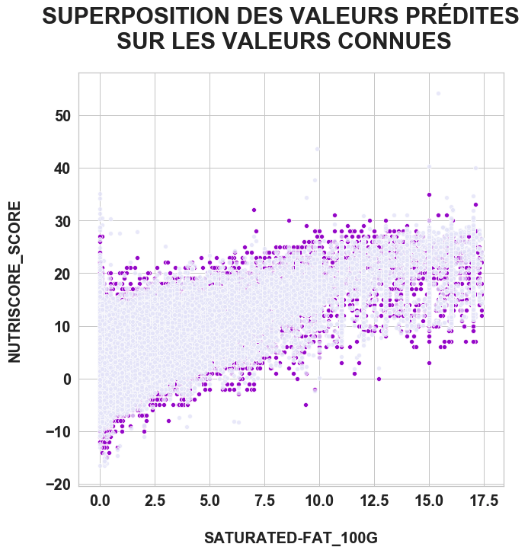 SUPERPOSITION DES VALEURS PRÉDITES
SUR LES VALEURS CONNUES
50
40
30
20
10
0
−10
−20
NUTRISCORE_SCORE
0.0 2.5 5.0 7.5 10.0 12.5 15.0 17.5
SATURATED-FAT_100G